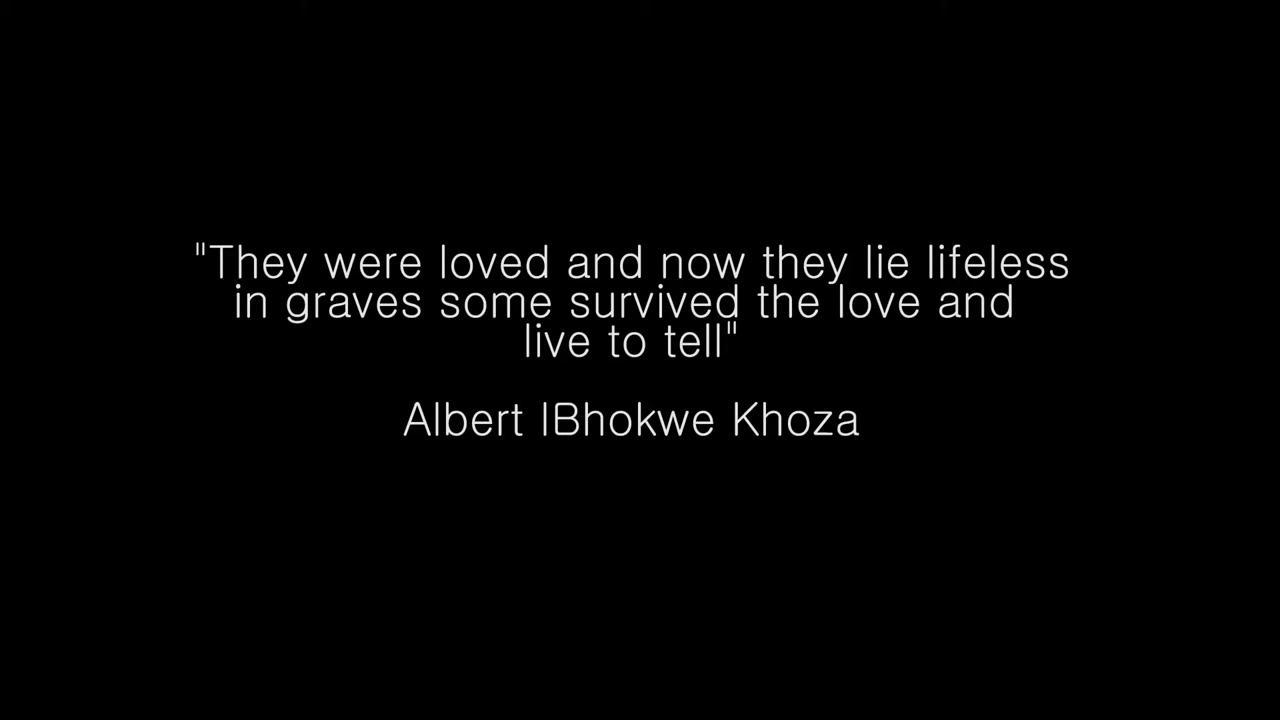 "They were loved and now they lie lifeless
in graves some survived the love and
live to tell"
Albert IBhokwe Khoza